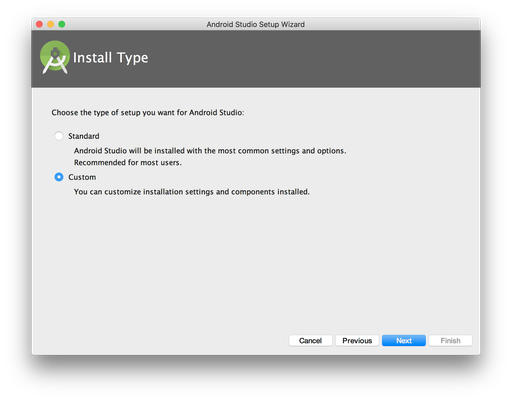 Android Studio Setup Wizard
Install Type
Choose the type of setup you want for Android Studio:
Standard
Android Studio will be installed with the most common settings and options.
Recommended for most users.
Custom
You can customize installation settings and components installed.
Cancel Previous Next Finish